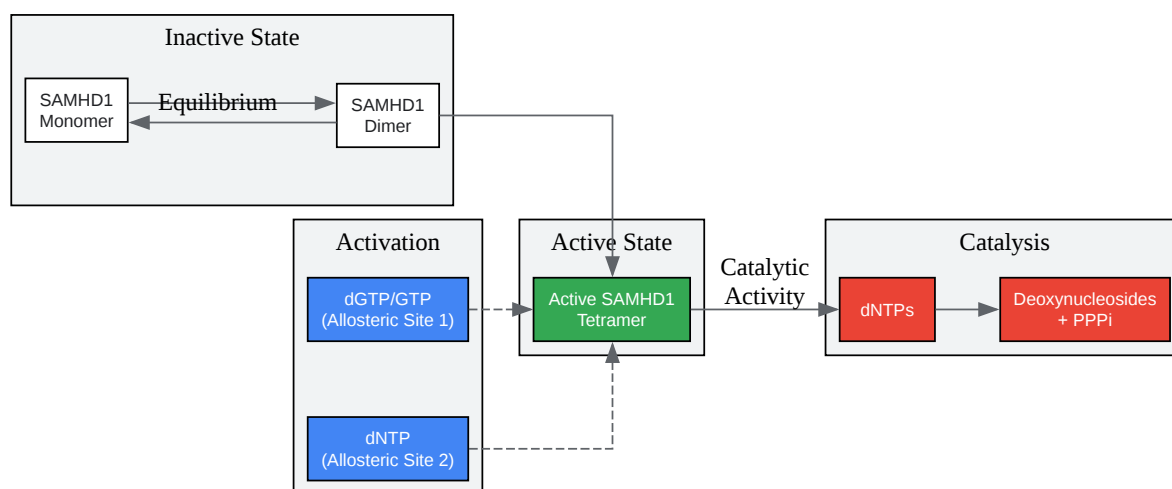 Inactive State
SAMHD1
Monomer
Equilibrium
SAMHD1
Dimer
Activation
dGTP/GTP
(Allosteric Site 1)
dNTP
(Allosteric Site 2)
Active State
Active SAMHD1
Tetramer
Catalytic
Activity
Catalysis
dNTPs
Deoxynucleosides
+ PPPi